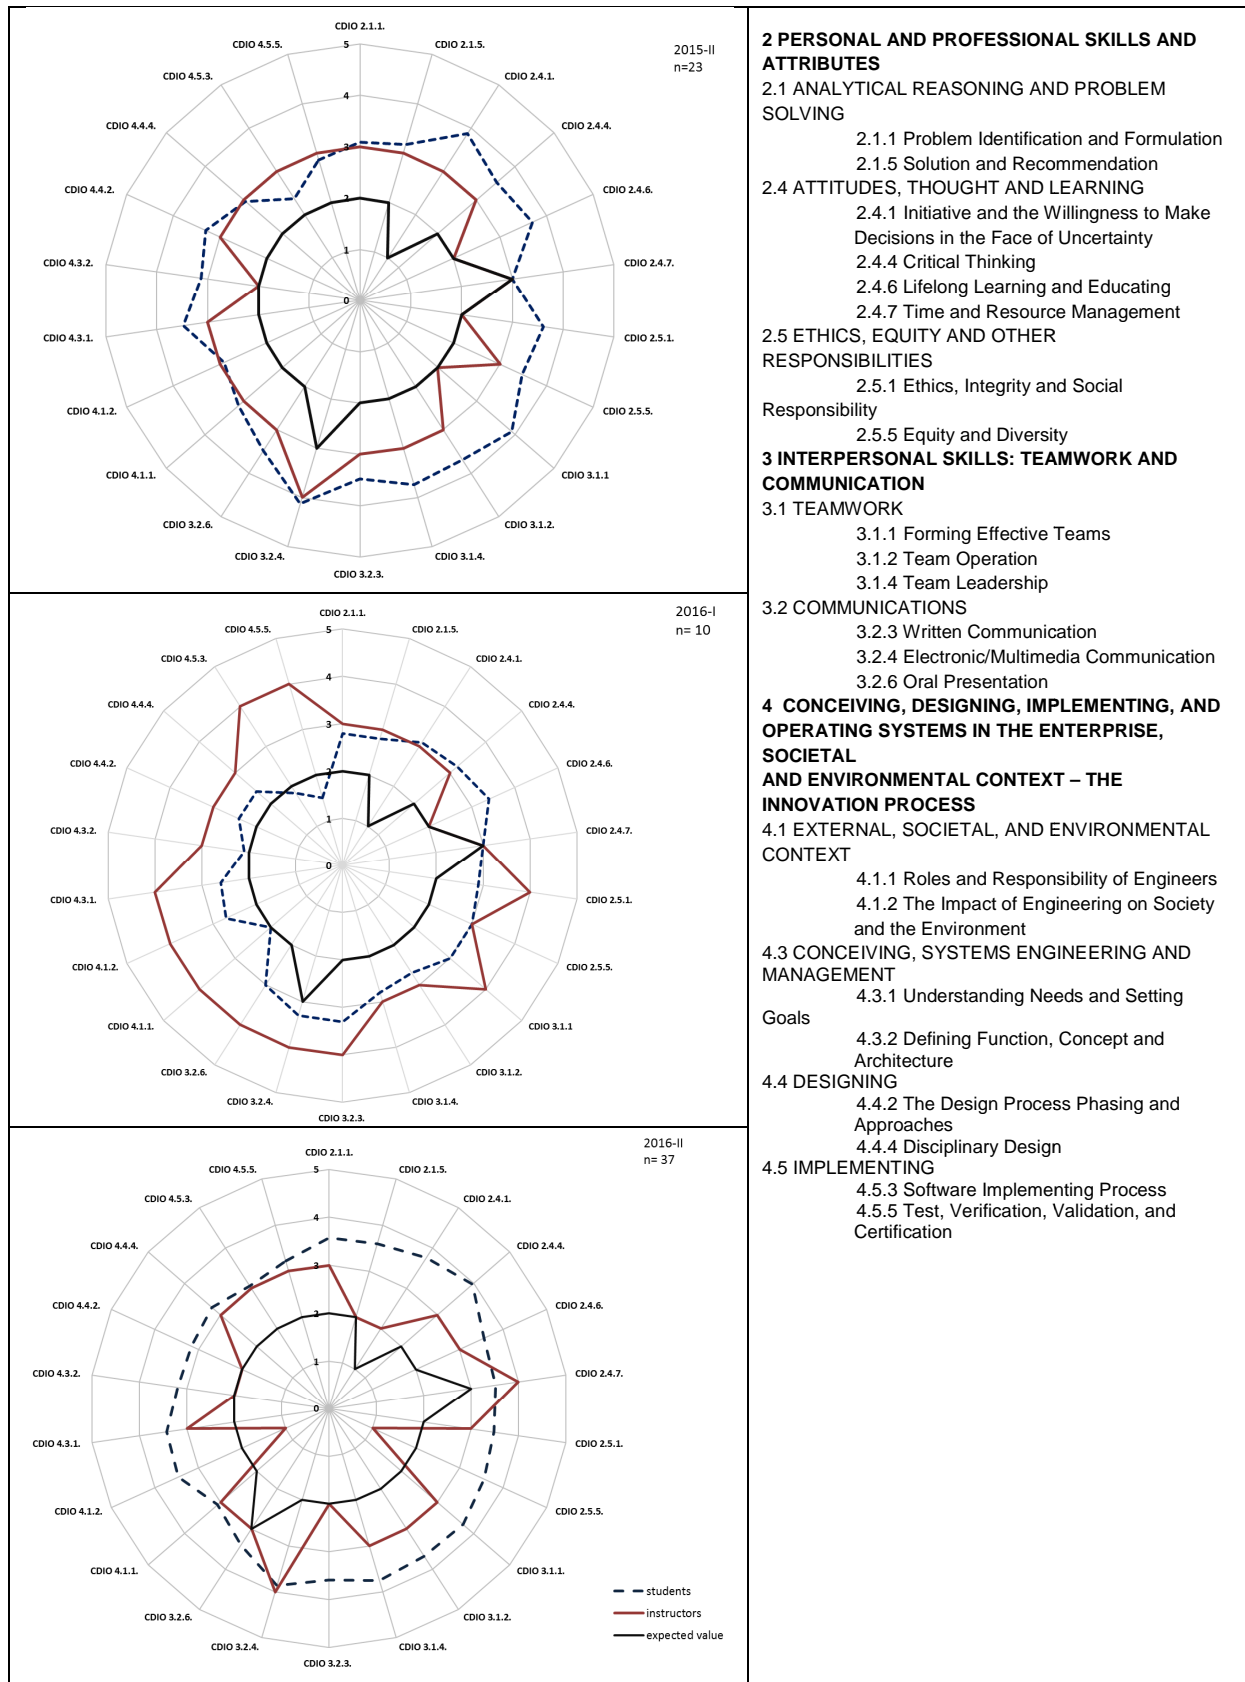 CDIO 2.1.1.
CDIO 4.5.5.
5
CDIO 2.1.5.
2015-II
n=23
CDIO 4.5.3.
CDIO 2.4.1.
4
CDIO 4.4.4.
CDIO 2.4.4.
3
CDIO 4.4.2.
CDIO 2.4.6.
2
CDIO 4.3.2.
1
CDIO 2.4.7.
0
CDIO 4.3.1.
CDIO 2.5.1.
CDIO 4.1.2.
CDIO 2.5.5.
CDIO 4.1.1.
CDIO 3.1.1
CDIO 3.2.6.
CDIO 3.1.2.
CDIO 3.2.4.
CDIO 3.1.4.
CDIO 3.2.3.
CDIO 2.1.1.
2016-I
n= 10
CDIO 4.5.5.
5
CDIO 2.1.5.
CDIO 4.5.3.
CDIO 2.4.1.
4
CDIO 4.4.4.
CDIO 2.4.4.
3
CDIO 4.4.2.
CDIO 2.4.6.
2
CDIO 4.3.2.
1
CDIO 2.4.7.
0
CDIO 4.3.1.
CDIO 2.5.1.
CDIO 4.1.2.
CDIO 2.5.5.
CDIO 4.1.1.
CDIO 3.1.1
CDIO 3.2.6.
CDIO 3.1.2.
CDIO 3.2.4.
CDIO 3.1.4.
CDIO 3.2.3.
CDIO 2.1.1.
2016-II
n= 37
CDIO 4.5.5.
5
CDIO 2.1.5.
CDIO 4.5.3.
CDIO 2.4.1.
4
CDIO 4.4.4.
CDIO 2.4.4.
3
CDIO 4.4.2.
CDIO 2.4.6.
2
CDIO 4.3.2.
1
CDIO 2.4.7.
0
CDIO 4.3.1.
CDIO 2.5.1.
CDIO 4.1.2.
CDIO 2.5.5.
CDIO 4.1.1.
CDIO 3.1.1.
CDIO 3.2.6.
CDIO 3.1.2.
CDIO 3.2.4.
CDIO 3.1.4.
CDIO 3.2.3.
students
instructors
expected value
2 PERSONAL AND PROFESSIONAL SKILLS AND
ATTRIBUTES
2.1 ANALYTICAL REASONING AND PROBLEM
SOLVING
2.1.1 Problem Identification and Formulation
2.1.5 Solution and Recommendation
2.4 ATTITUDES, THOUGHT AND LEARNING
2.4.1 Initiative and the Willingness to Make
Decisions in the Face of Uncertainty
2.4.4 Critical Thinking
2.4.6 Lifelong Learning and Educating
2.4.7 Time and Resource Management
2.5 ETHICS, EQUITY AND OTHER
RESPONSIBILITIES
2.5.1 Ethics, Integrity and Social
Responsibility
2.5.5 Equity and Diversity
3 INTERPERSONAL SKILLS: TEAMWORK AND
COMMUNICATION
3.1 TEAMWORK
3.1.1 Forming Effective Teams
3.1.2 Team Operation
3.1.4 Team Leadership
3.2 COMMUNICATIONS
3.2.3 Written Communication
3.2.4 Electronic/Multimedia Communication
3.2.6 Oral Presentation
4 CONCEIVING, DESIGNING, IMPLEMENTING, AND
OPERATING SYSTEMS IN THE ENTERPRISE,
SOCIETAL
AND ENVIRONMENTAL CONTEXT – THE
INNOVATION PROCESS
4.1 EXTERNAL, SOCIETAL, AND ENVIRONMENTAL
CONTEXT
4.1.1 Roles and Responsibility of Engineers
4.1.2 The Impact of Engineering on Society
and the Environment
4.3 CONCEIVING, SYSTEMS ENGINEERING AND
MANAGEMENT
4.3.1 Understanding Needs and Setting
Goals
4.3.2 Defining Function, Concept and
Architecture
4.4 DESIGNING
4.4.2 The Design Process Phasing and
Approaches
4.4.4 Disciplinary Design
4.5 IMPLEMENTING
4.5.3 Software Implementing Process
4.5.5 Test, Verification, Validation, and
Certification